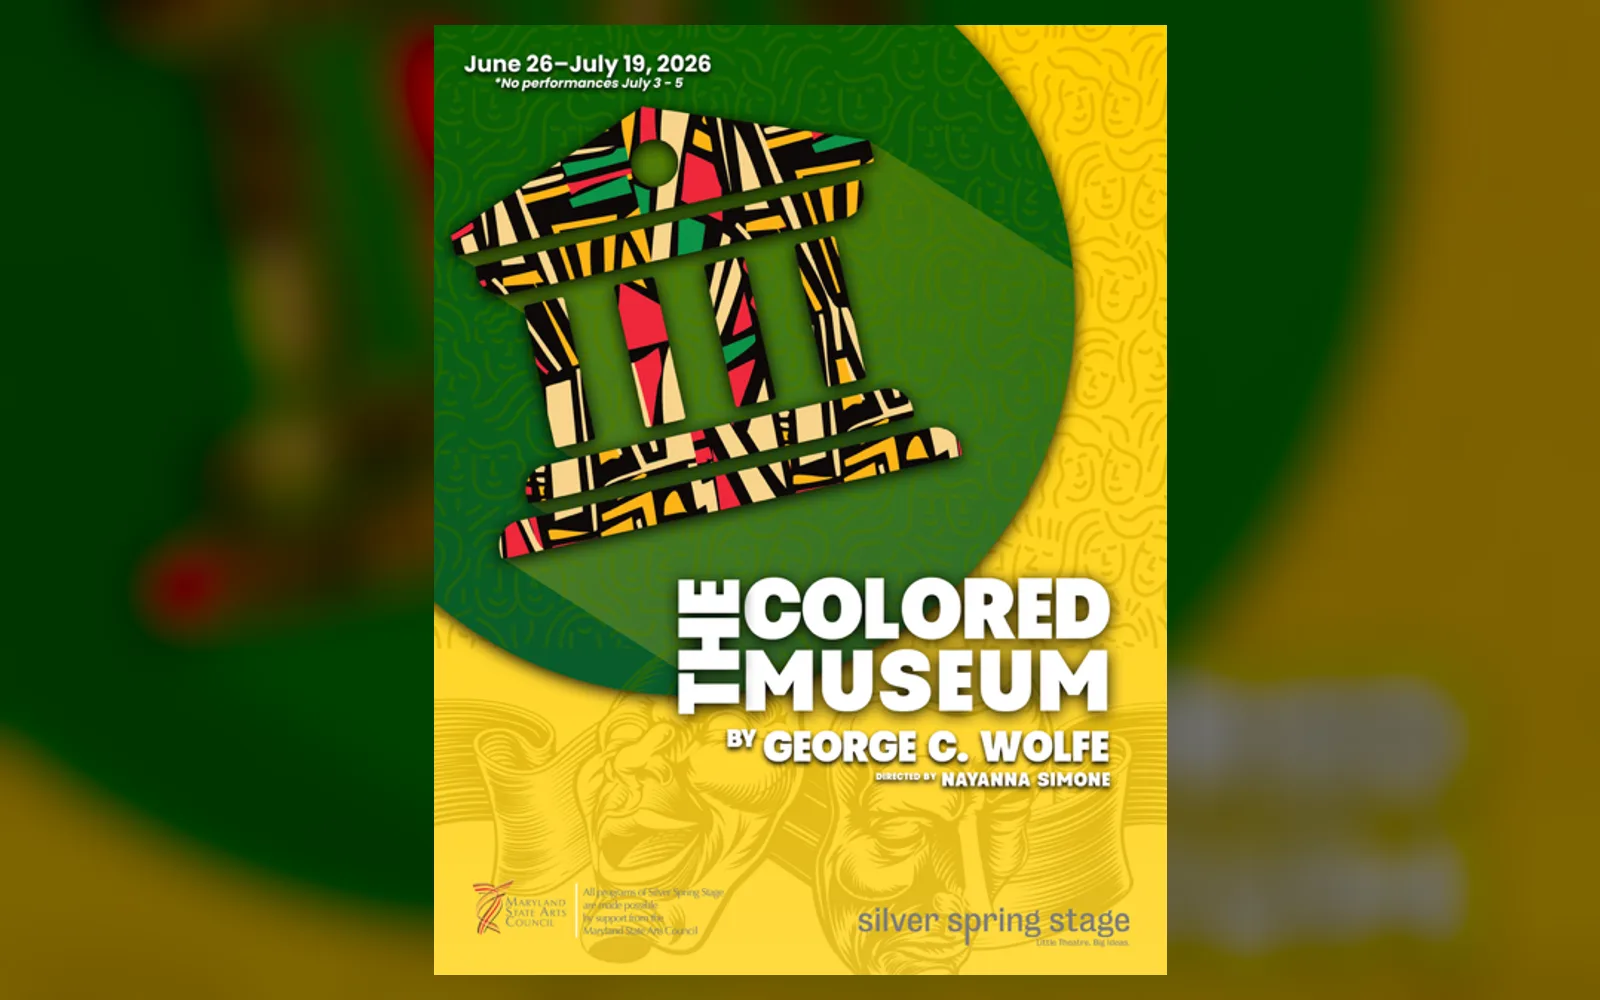 June 26–July 19, 2026
*No performances July 3 - 5
THE COLORED
MUSEUM
BY GEORGE C. WOLFE
DIRECTED BY NAYANNA SIMONE
MARYLAND
STATE ARTS
COUNCIL
All programs of Silver Spring Stage
are made possible
by support from the
Maryland State Arts Council
silver spring stage
Little Theatre. Big Ideas.